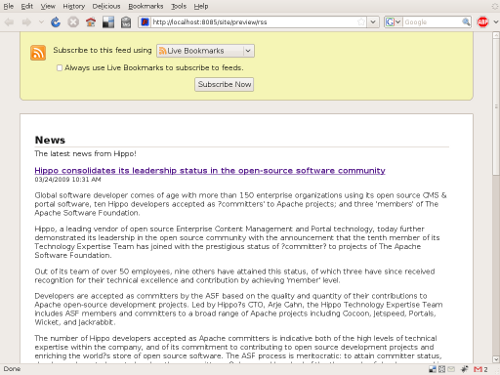 File Edit View History Delicious Bookmarks Tools Help
http://localhost:8085/site/preview/rss
Google
ABP
Subscribe to this feed using Live Bookmarks
Always use Live Bookmarks to subscribe to feeds.
Subscribe Now
News
The latest news from Hippo!
Hippo consolidates its leadership status in the open-source software community
03/24/2009 10:31 AM
Global software developer comes of age with more than 150 enterprise organizations using its open source CMS &
portal software, ten Hippo developers accepted as ?committers' to Apache projects; and three 'members' of The
Apache Software Foundation.
Hippo, a leading vendor of open source Enterprise Content Management and Portal technology, today further
demonstrated its leadership in the open source community with the announcement that the tenth member of its
Technology Expertise Team has joined with the prestigious status of ?committer? to projects of The Apache
Software Foundation.
Out of its team of over 50 employees, nine others have attained this status, of which three have since received
recognition for their technical excellence and contribution by achieving 'member' level.
Developers are accepted as committers by the ASF based on the quality and quantity of their contributions to
Apache open-source development projects. Led by Hippo?s CTO, Arje Cahn, the Hippo Technology Expertise Team
includes ASF members and committers to a broad range of Apache projects including Cocoon, Jetspeed, Portals,
Wicket, and Jackrabbit.
The number of Hippo developers accepted as Apache committers is indicative both of the high levels of technical
expertise within the company, and of its commitment to contributing to open source development projects and
enriching the world?s store of open source software. The ASF process is meritocratic: to attain committer status,
Done
2